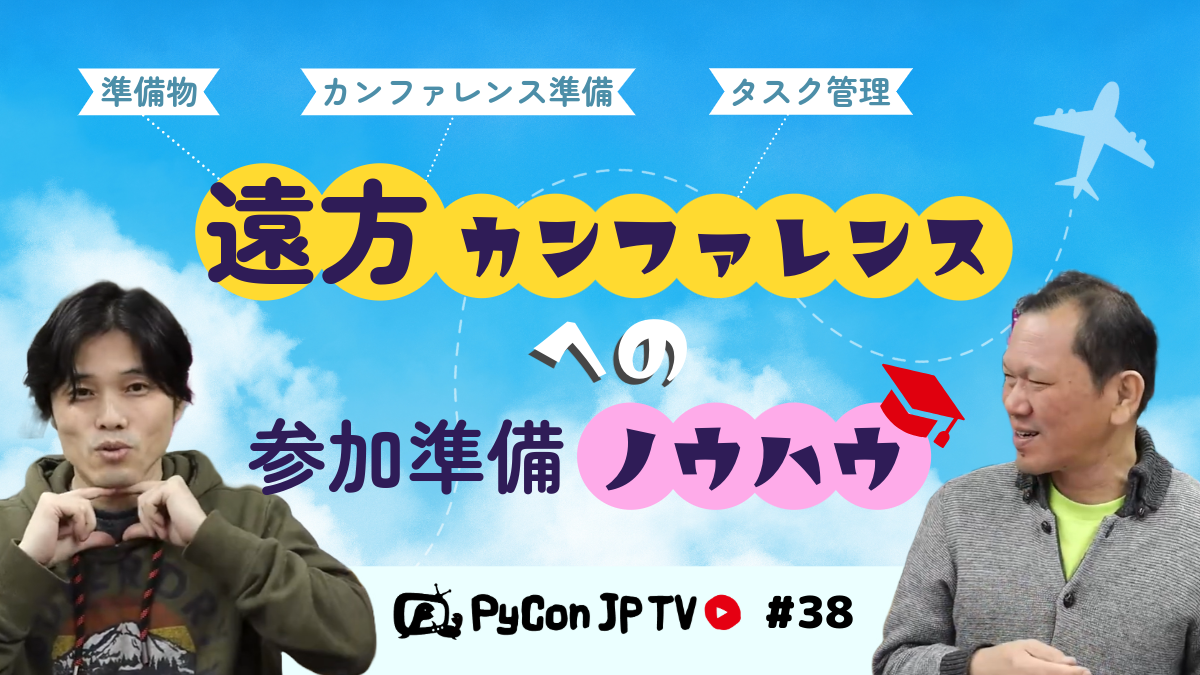 準備物
カンファレンス準備
タスク管理
遠方カンファレンス
への
参加準備ノウハウ
PyCon JP TV #38